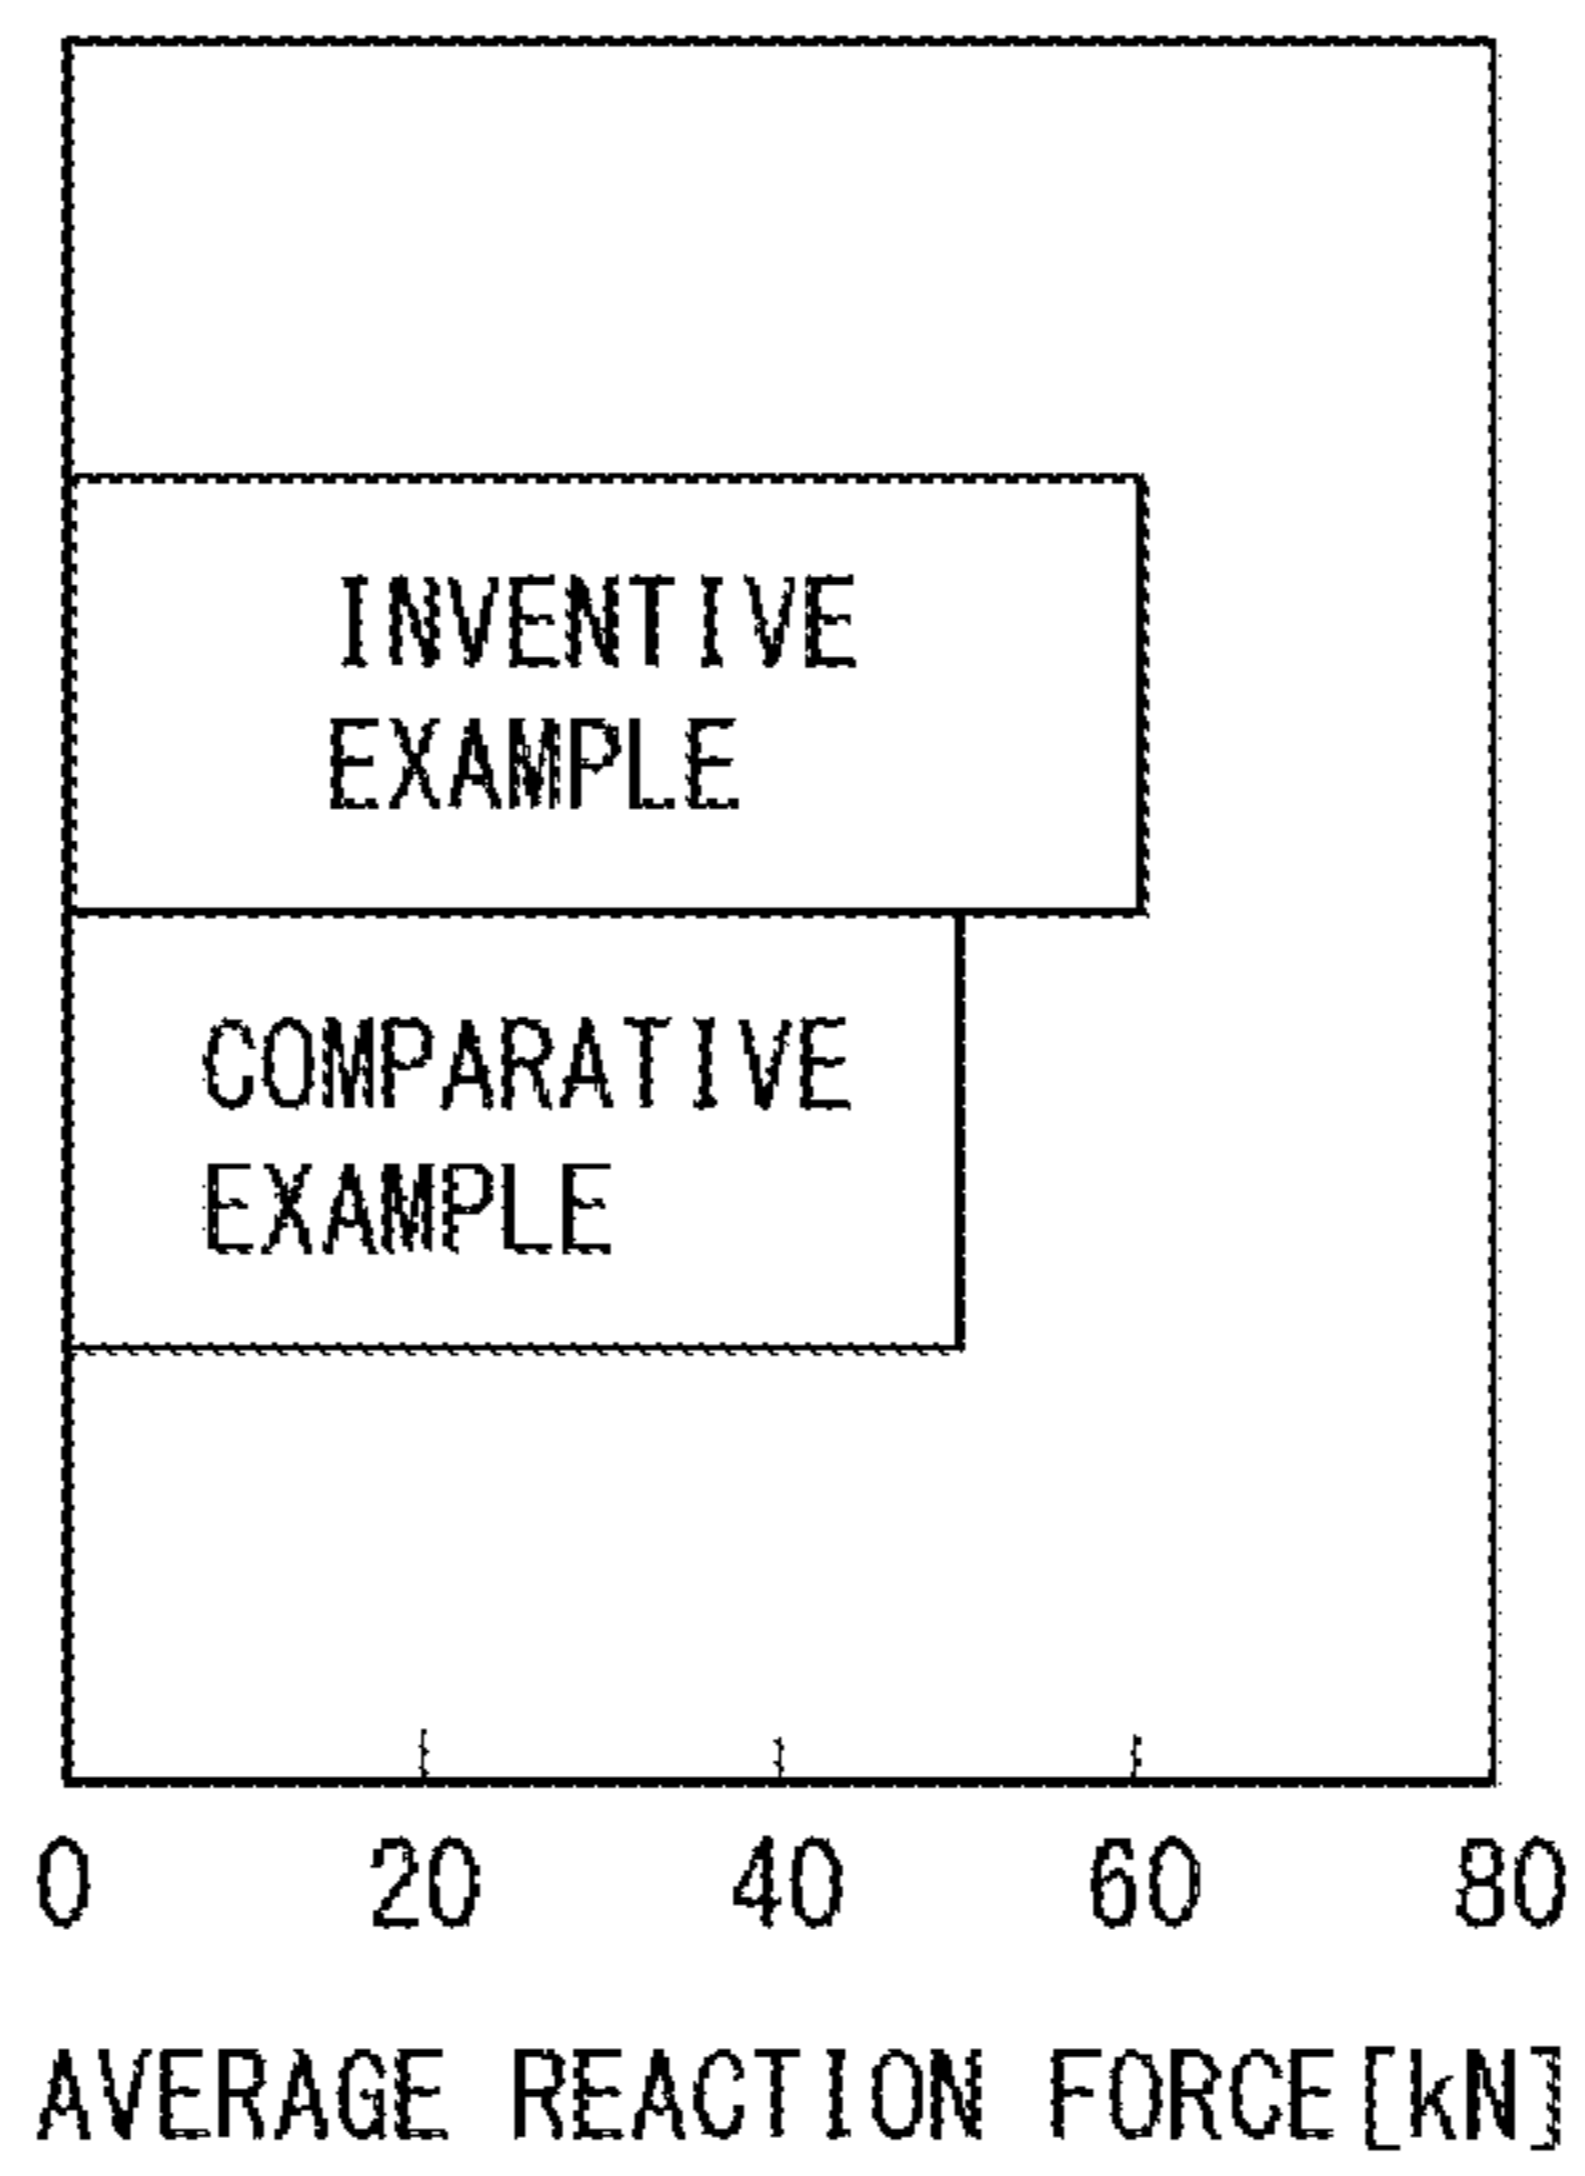 INVENTIVE
EXAMPLE
COMPARATIVE
EXAMPLE
0 20 40 60 80
AVERAGE REACTION FORCE[kN]